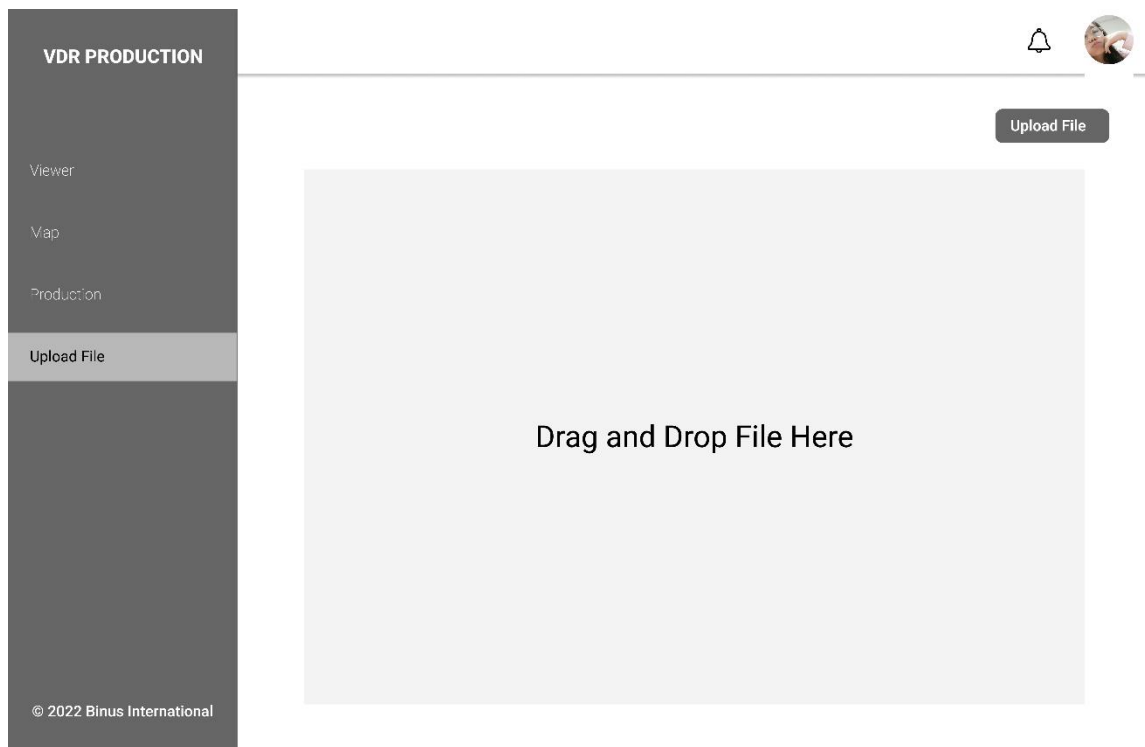 VDR PRODUCTION
Upload File
Viewer
Map
Production
Upload File
Drag and Drop File Here
© 2022 Binus International